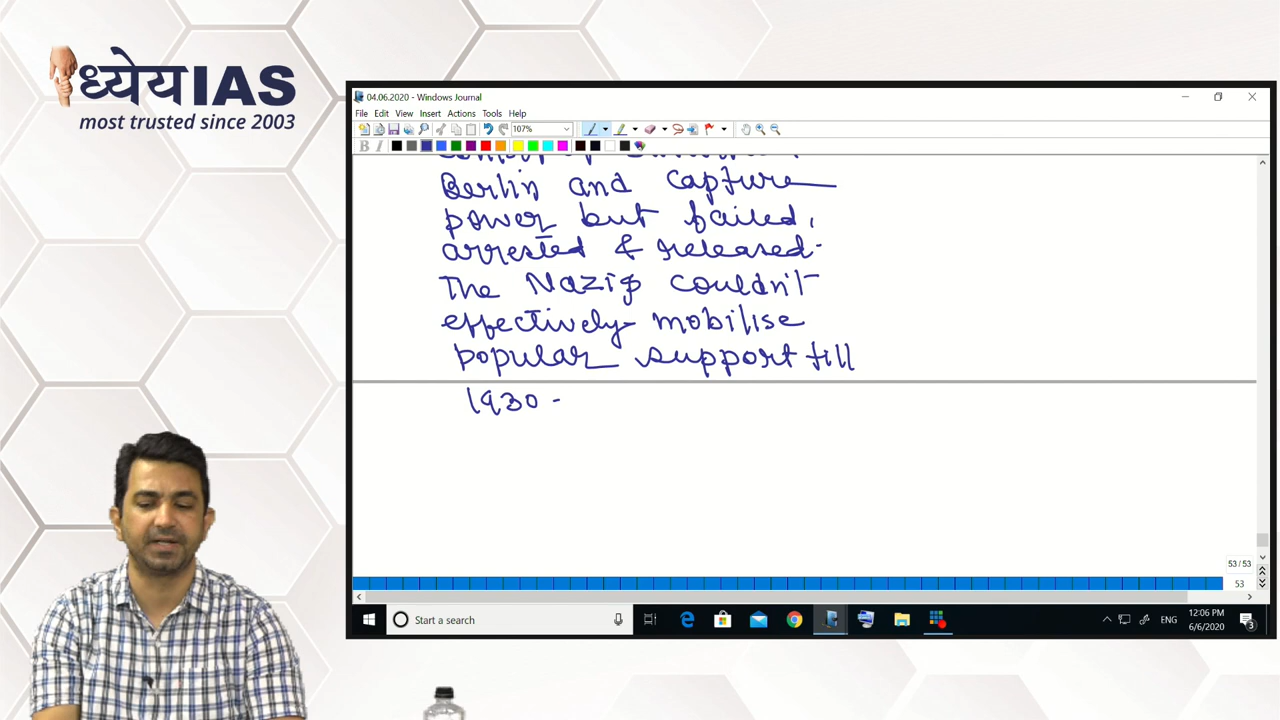 ध्येय IAS
most trusted since 2003
04.06.2020 - Windows Journal
File Edit View Insert Actions Tools Help
107%
B I
Berlin and capture
power but failed,
arrested & released.
The Nazis couldn't
effectively mobilise
popular support till
1930 -
53 / 53
53
Start a search
ENG
12:06 PM
6/6/2020
3